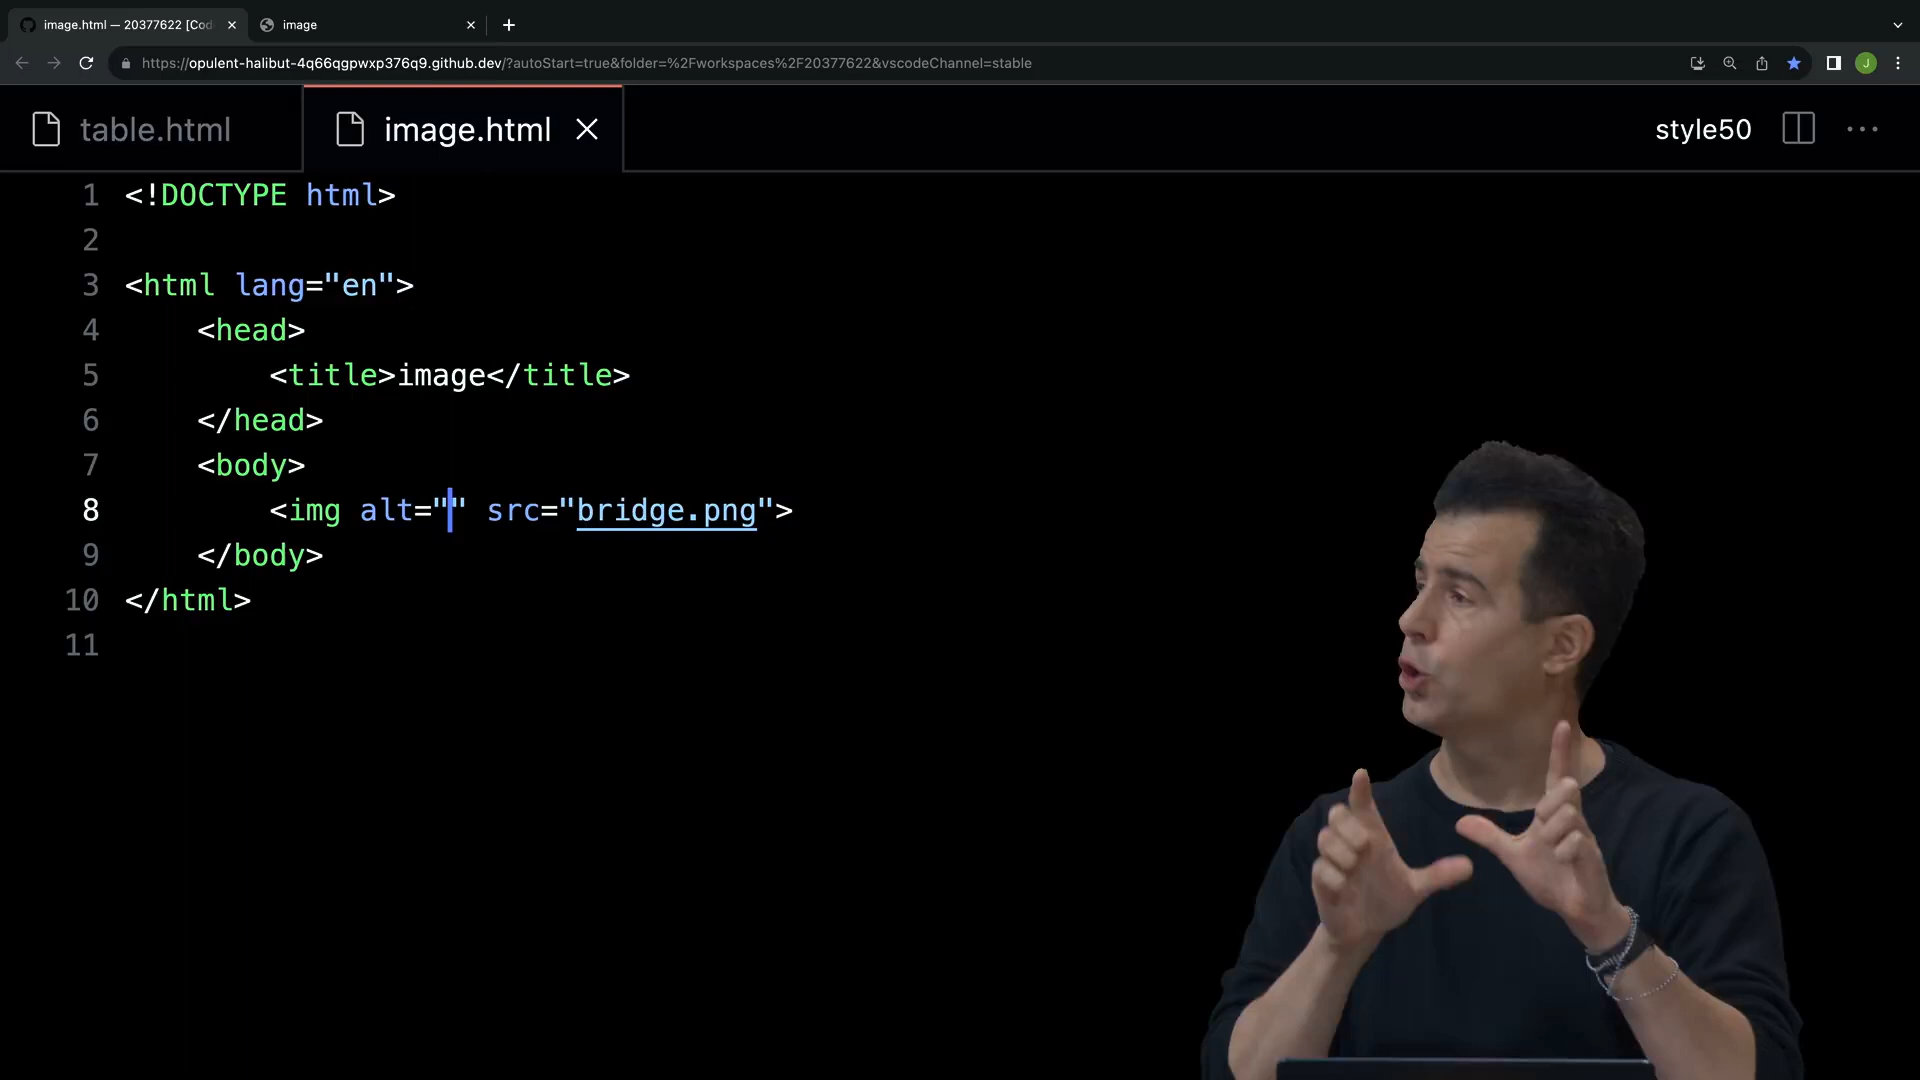 image.html — 20377622 [Cod
image
https://opulent-halibut-4q66qgpwxp376q9.github.dev/?autoStart=true&folder=%2Fworkspaces%2F20377622&vscodeChannel=stable
J
table.html
image.html
style50
1 <!DOCTYPE html>
2
3 <html lang="en">
4     <head>
5         <title>image</title>
6     </head>
7     <body>
8         <img alt="" src="bridge.png">
9     </body>
10 </html>
11